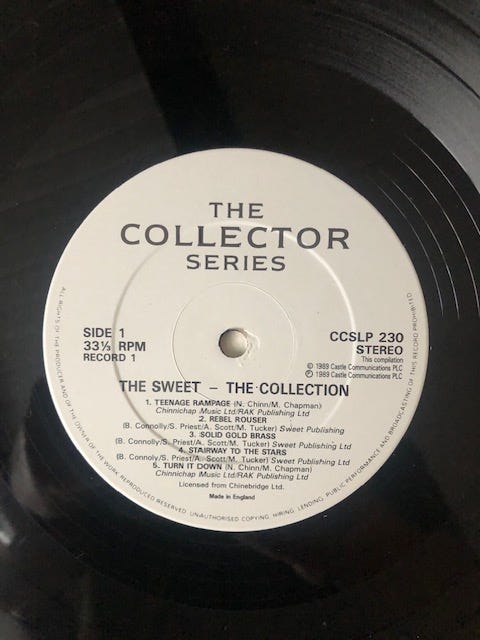 THE
COLLECTOR
SERIES
SIDE 1
33⅓ RPM
RECORD 1
CCSLP 230
STEREO
This compilation
© 1989 Castle Communications PLC
℗ 1989 Castle Communications PLC
THE SWEET – THE COLLECTION
1. TEENAGE RAMPAGE (N. Chinn/M. Chapman)
Chinnichap Music Ltd/RAK Publishing Ltd
2. REBEL ROUSER
(B. Connolly/S. Priest/A. Scott/M. Tucker) Sweet Publishing Ltd
3. SOLID GOLD BRASS
(B. Connolly/S. Priest/A. Scott/M. Tucker) Sweet Publishing Ltd
4. STAIRWAY TO THE STARS
(B. Connolly/S. Priest/A. Scott/M. Tucker) Sweet Publishing Ltd
5. TURN IT DOWN (N. Chinn/M. Chapman)
Chinnichap Music Ltd/RAK Publishing Ltd
Licensed from Chinebridge Ltd.
Made in England
ALL RIGHTS OF THE PRODUCER AND OF THE OWNER OF THE WORK REPRODUCED RESERVED. UNAUTHORISED COPYING, HIRING, LENDING, PUBLIC PERFORMANCE AND BROADCASTING OF THIS RECORD PROHIBITED